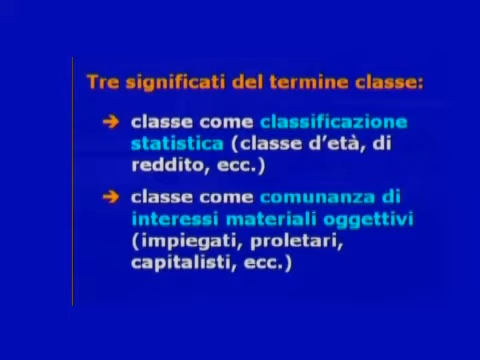 Tre significati del termine classe:
➔ classe come classificazione
statistica (classe d'età, di
reddito, ecc.)
➔ classe come comunanza di
interessi materiali oggettivi
(impiegati, proletari,
capitalisti, ecc.)